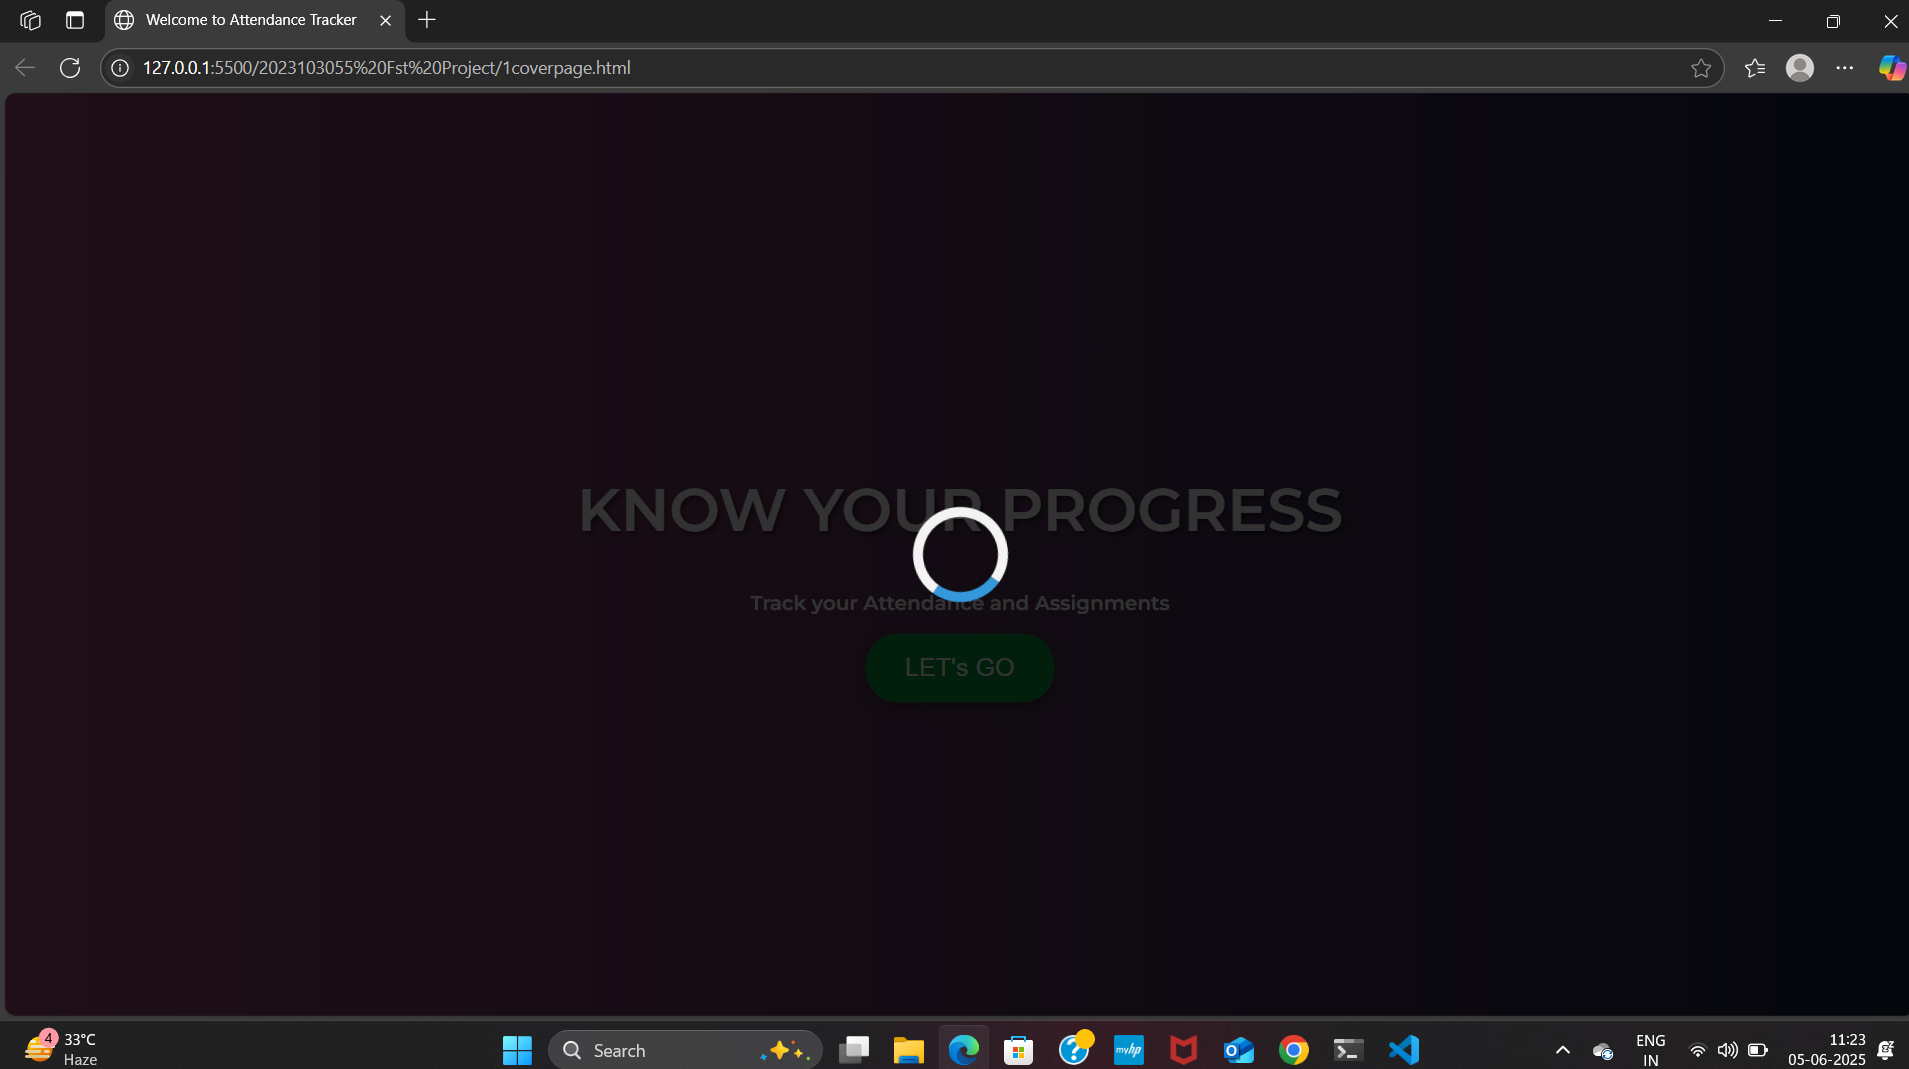 Welcome to Attendance Tracker
127.0.0.1:5500/2023103055%20Fst%20Project/1coverpage.html
KNOW YOUR PROGRESS
Track your Attendance and Assignments
LET's GO
4
33°C
Haze
Search
myhp
ENG
IN
11:23
05-06-2025